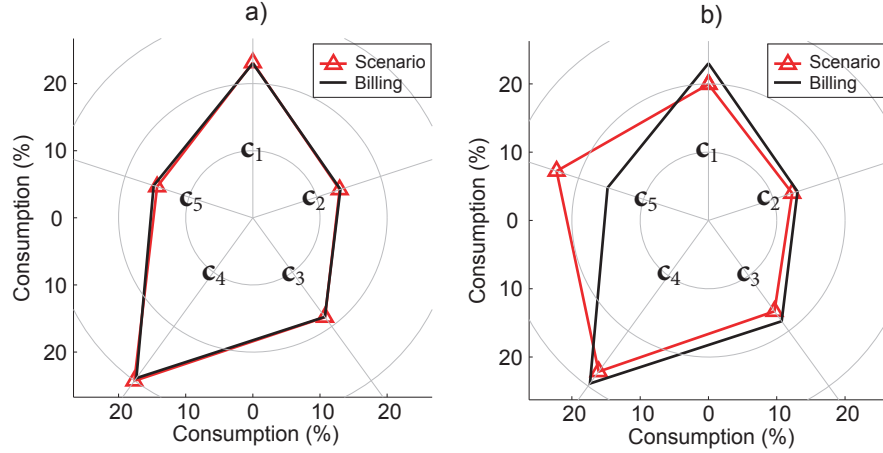 a)
Scenario
Billing
Consumption (%)
20
10
0
10
20
c1
c2
c3
c4
c5
20 10 0 10 20
Consumption (%)
b)
Scenario
Billing
Consumption (%)
20
10
0
10
20
c1
c2
c3
c4
c5
20 10 0 10 20
Consumption (%)